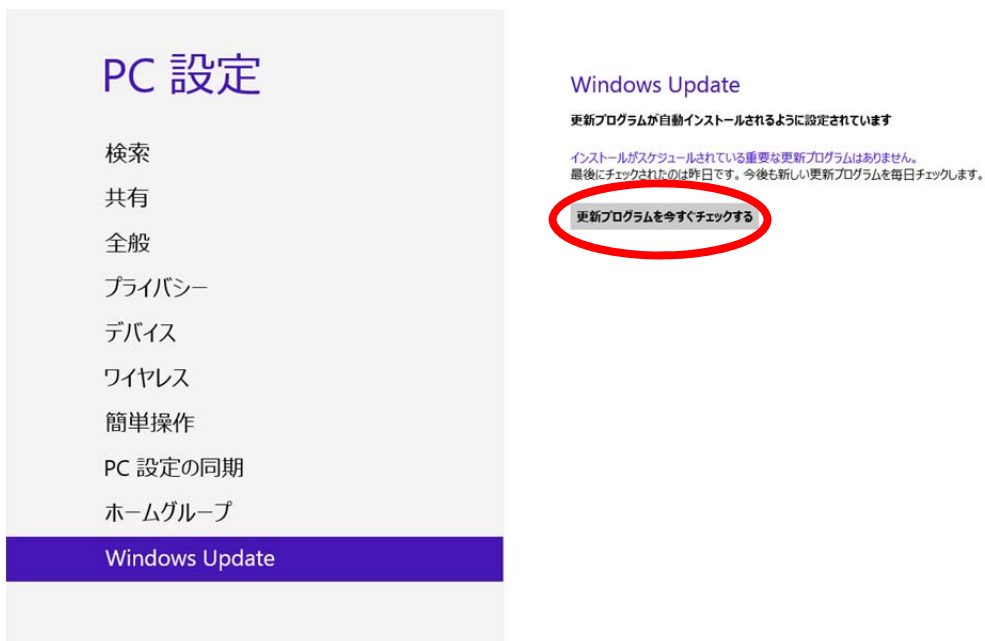 PC 設定
検索
共有
全般
プライバシー
デバイス
ワイヤレス
簡単操作
PC 設定の同期
ホームグループ
Windows Update
Windows Update
更新プログラムが自動インストールされるように設定されています
インストールがスケジュールされている重要な更新プログラムはありません。
最後にチェックされたのは昨日です。今後も新しい更新プログラムを毎日チェックします。
更新プログラムを今すぐチェックする